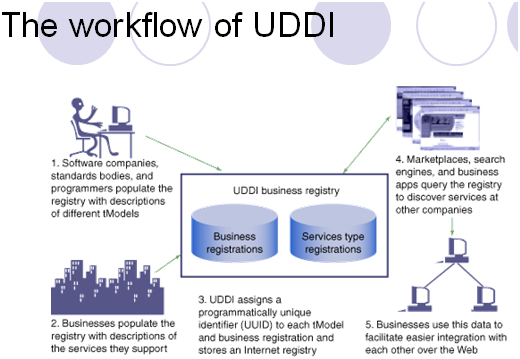 The workflow of UDDI
1. Software companies,
standards bodies, and
programmers populate the
registry with descriptions
of different tModels
UDDI business registry
Business
registrations
Services type
registrations
2. Businesses populate the
registry with descriptions of
the services they support
3. UDDI assigns a
programmatically unique
identifier (UUID) to each tModel
and business registration and
stores an Internet registry
4. Marketplaces, search
engines, and business
apps query the registry
to discover services at
other companies
5. Businesses use this data to
facilitate easier integration with
each other over the Web